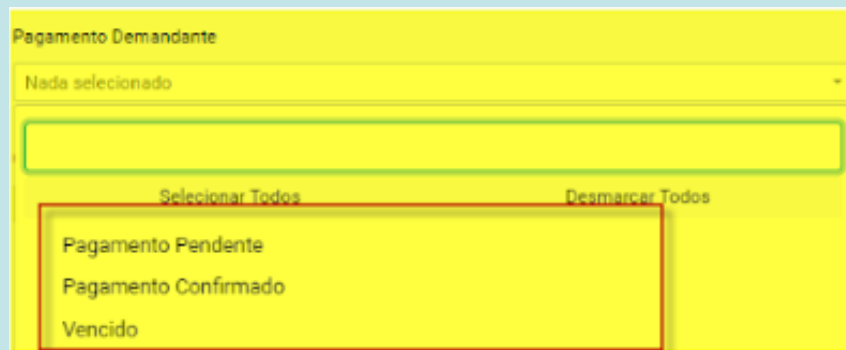 Pagamento Demandante
Nada selecionado
Selecionar Todos Desmarcar Todos
Pagamento Pendente
Pagamento Confirmado
Vencido